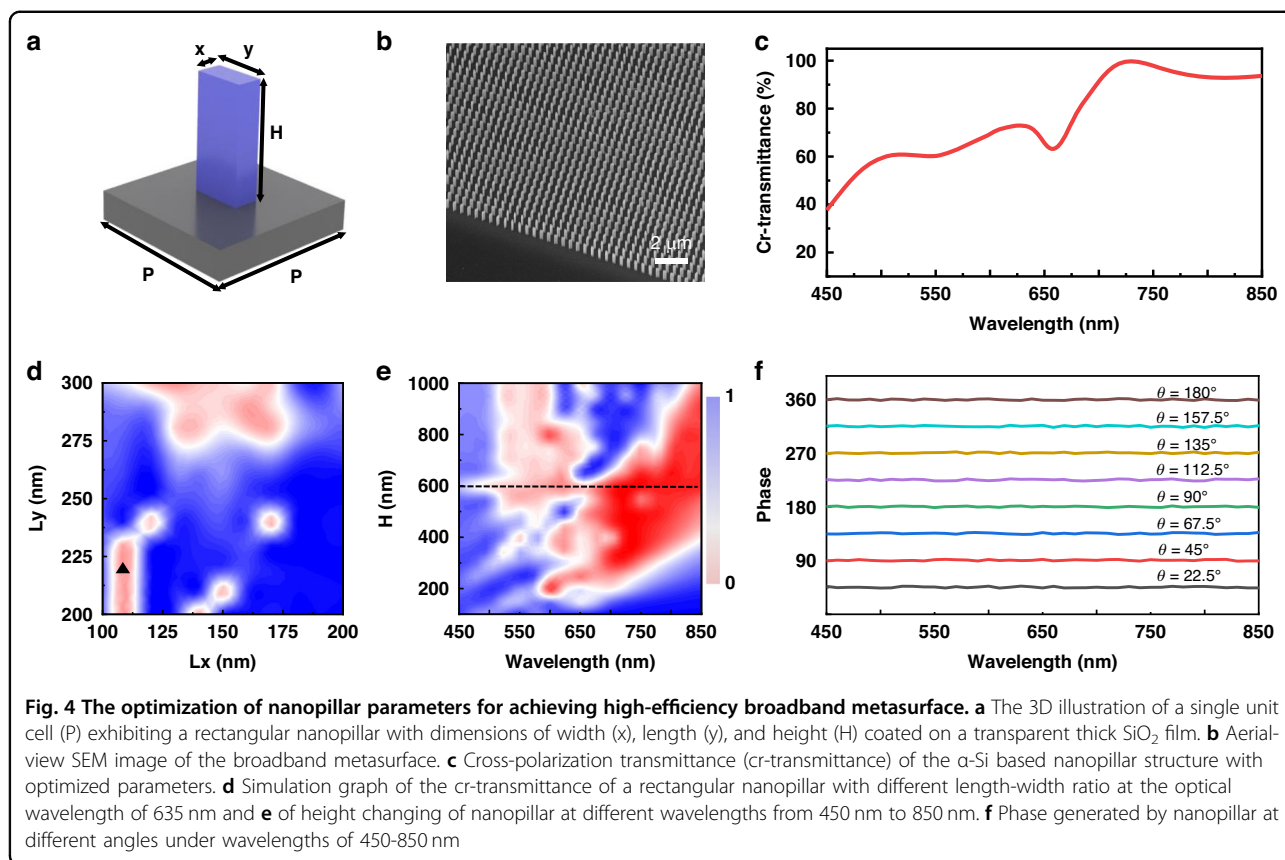 a
x
y
H
P
P
b
2 μm
c
Cr-transmittance (%)
100
80
60
40
20
450
550
650
750
850
Wavelength (nm)
d
Ly (nm)
300
275
250
225
200
100
125
150
175
200
Lx (nm)
e
H (nm)
1000
800
600
400
200
450
550
650
750
850
Wavelength (nm)
1
0
f
Phase
360
270
180
90
θ = 180°
θ = 157.5°
θ = 135°
θ = 112.5°
θ = 90°
θ = 67.5°
θ = 45°
θ = 22.5°
450
550
650
750
850
Wavelength (nm)
Fig. 4 The optimization of nanopillar parameters for achieving high-efficiency broadband metasurface. a The 3D illustration of a single unit
cell (P) exhibiting a rectangular nanopillar with dimensions of width (x), length (y), and height (H) coated on a transparent thick SiO₂ film. b Aerial-
view SEM image of the broadband metasurface. c Cross-polarization transmittance (cr-transmittance) of the α-Si based nanopillar structure with
optimized parameters. d Simulation graph of the cr-transmittance of a rectangular nanopillar with different length-width ratio at the optical
wavelength of 635 nm and e of height changing of nanopillar at different wavelengths from 450 nm to 850 nm. f Phase generated by nanopillar at
different angles under wavelengths of 450-850 nm